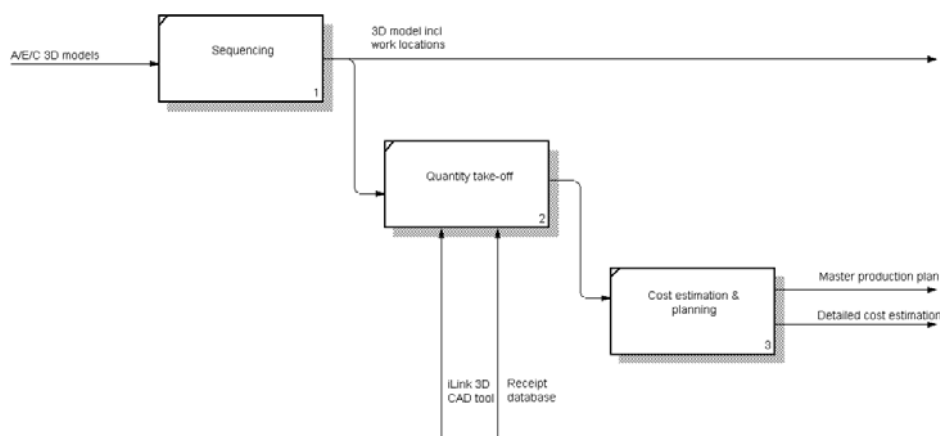 A/E/C 3D models
Sequencing
1
3D model incl
work locations
Quantity take-off
2
iLink 3D
CAD tool
Receipt
database
Cost estimation &
planning
3
Master production plan
Detailed cost estimation